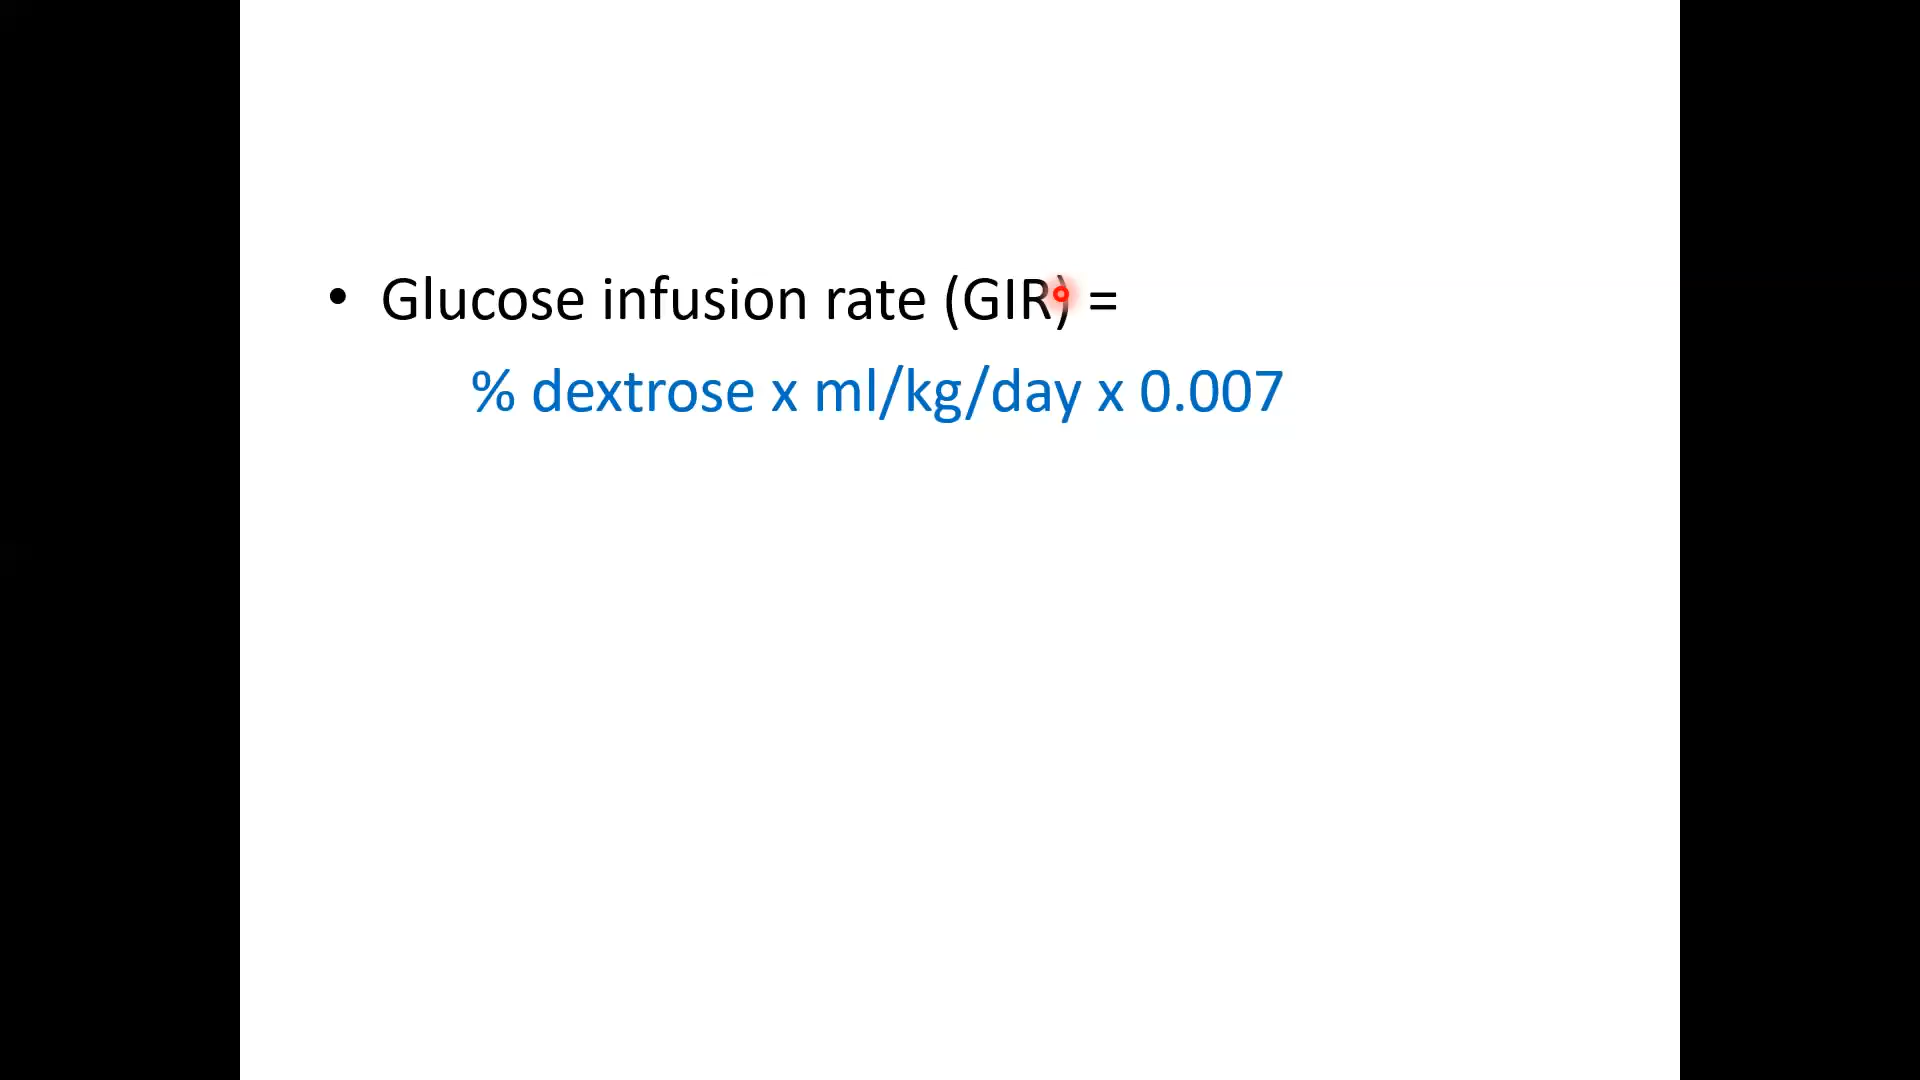 • Glucose infusion rate (GIR) =
% dextrose x ml/kg/day x 0.007